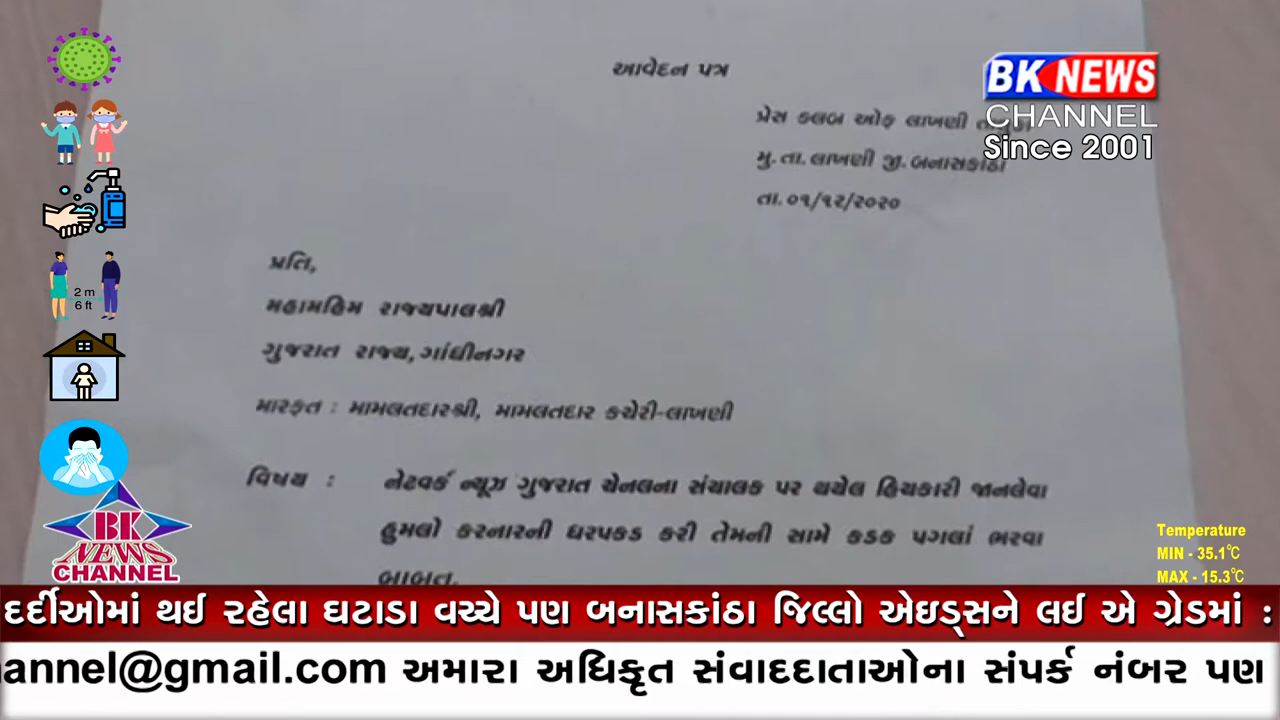 આવેદન પત્ર
BK NEWS
CHANNEL
Since 2001
પ્રેસ કલબ ઓફ લાખણી
મુ.તા.લાખણી જી.બનાસકાંઠા
તા.૦૧/૧૨/૨૦૨૦
પ્રતિ,
મહામહિમ રાજ્યપાલશ્રી
ગુજરાત રાજ્ય,ગાંધીનગર
2 m
6 ft
મારફત : મામલતદારશ્રી, મામલતદાર કચેરી-લાખણી
વિષય : નેટવર્ક ન્યૂઝ ગુજરાત ચેનલના સંચાલક પર થયેલ હિચકારી જાનલેવા
હુમલો કરનારની ધરપકડ કરી તેમની સામે કડક પગલાં ભરવા
બાબત.
BK
NEWS
CHANNEL
Temperature
MIN - 35.1℃
MAX - 15.3℃
દર્દીઓમાં થઈ રહેલા ઘટાડા વચ્ચે પણ બનાસકાંઠા જિલ્લો એઇડ્સને લઈ એ ગ્રેડમાં :
annel@gmail.com અમારા અધિકૃત સંવાદદાતાઓના સંપર્ક નંબર પણ